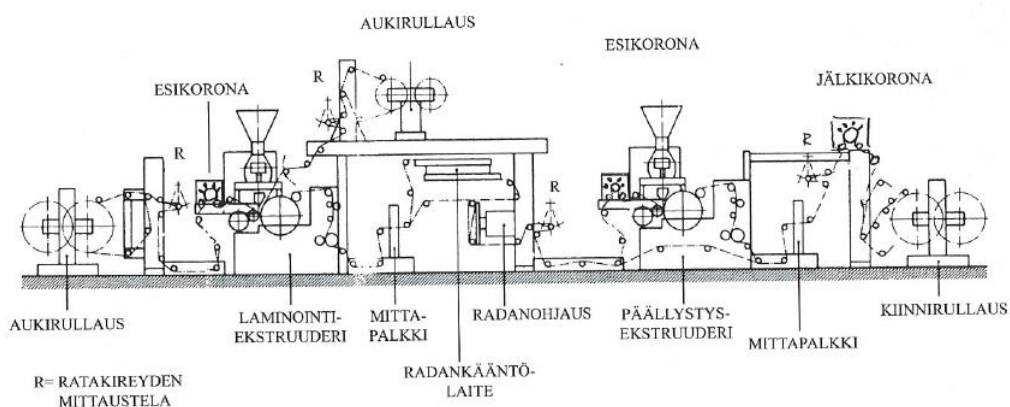 AUKIRULLAUS
ESIKORONA
JÄLKIKORONA
ESIKORONA
R
R
R
R
AUKIRULLAUS
LAMINOINTI-
EKSTRUUDERI
MITTA-
PALKKI
RADANOHJAUS
PÄÄLLYSTYS-
EKSTRUUDERI
MITTAPALKKI
KIINNIRULLAUS
RADANKÄÄNTÖ-
LAITE
R= RATAKIREYDEN
MITTAUSTELA